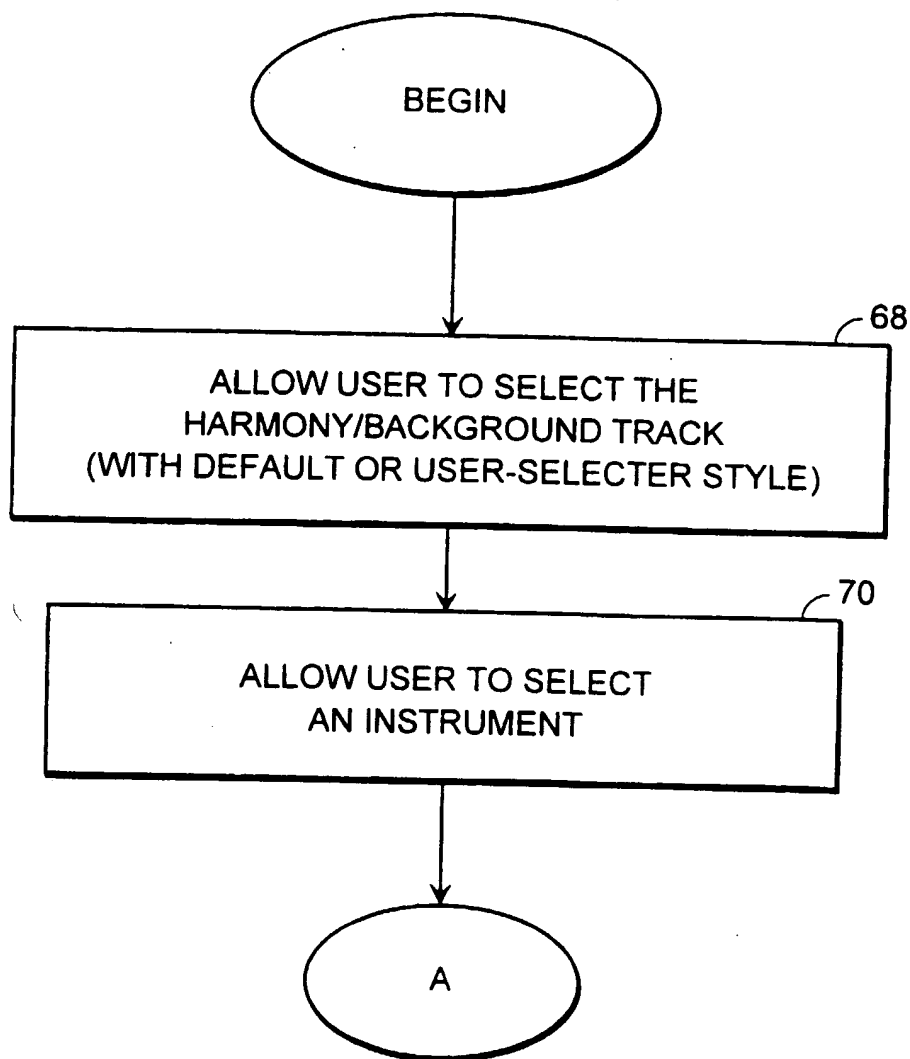 BEGIN
68
ALLOW USER TO SELECT THE
HARMONY/BACKGROUND TRACK
(WITH DEFAULT OR USER-SELECTER STYLE)
70
ALLOW USER TO SELECT
AN INSTRUMENT
A